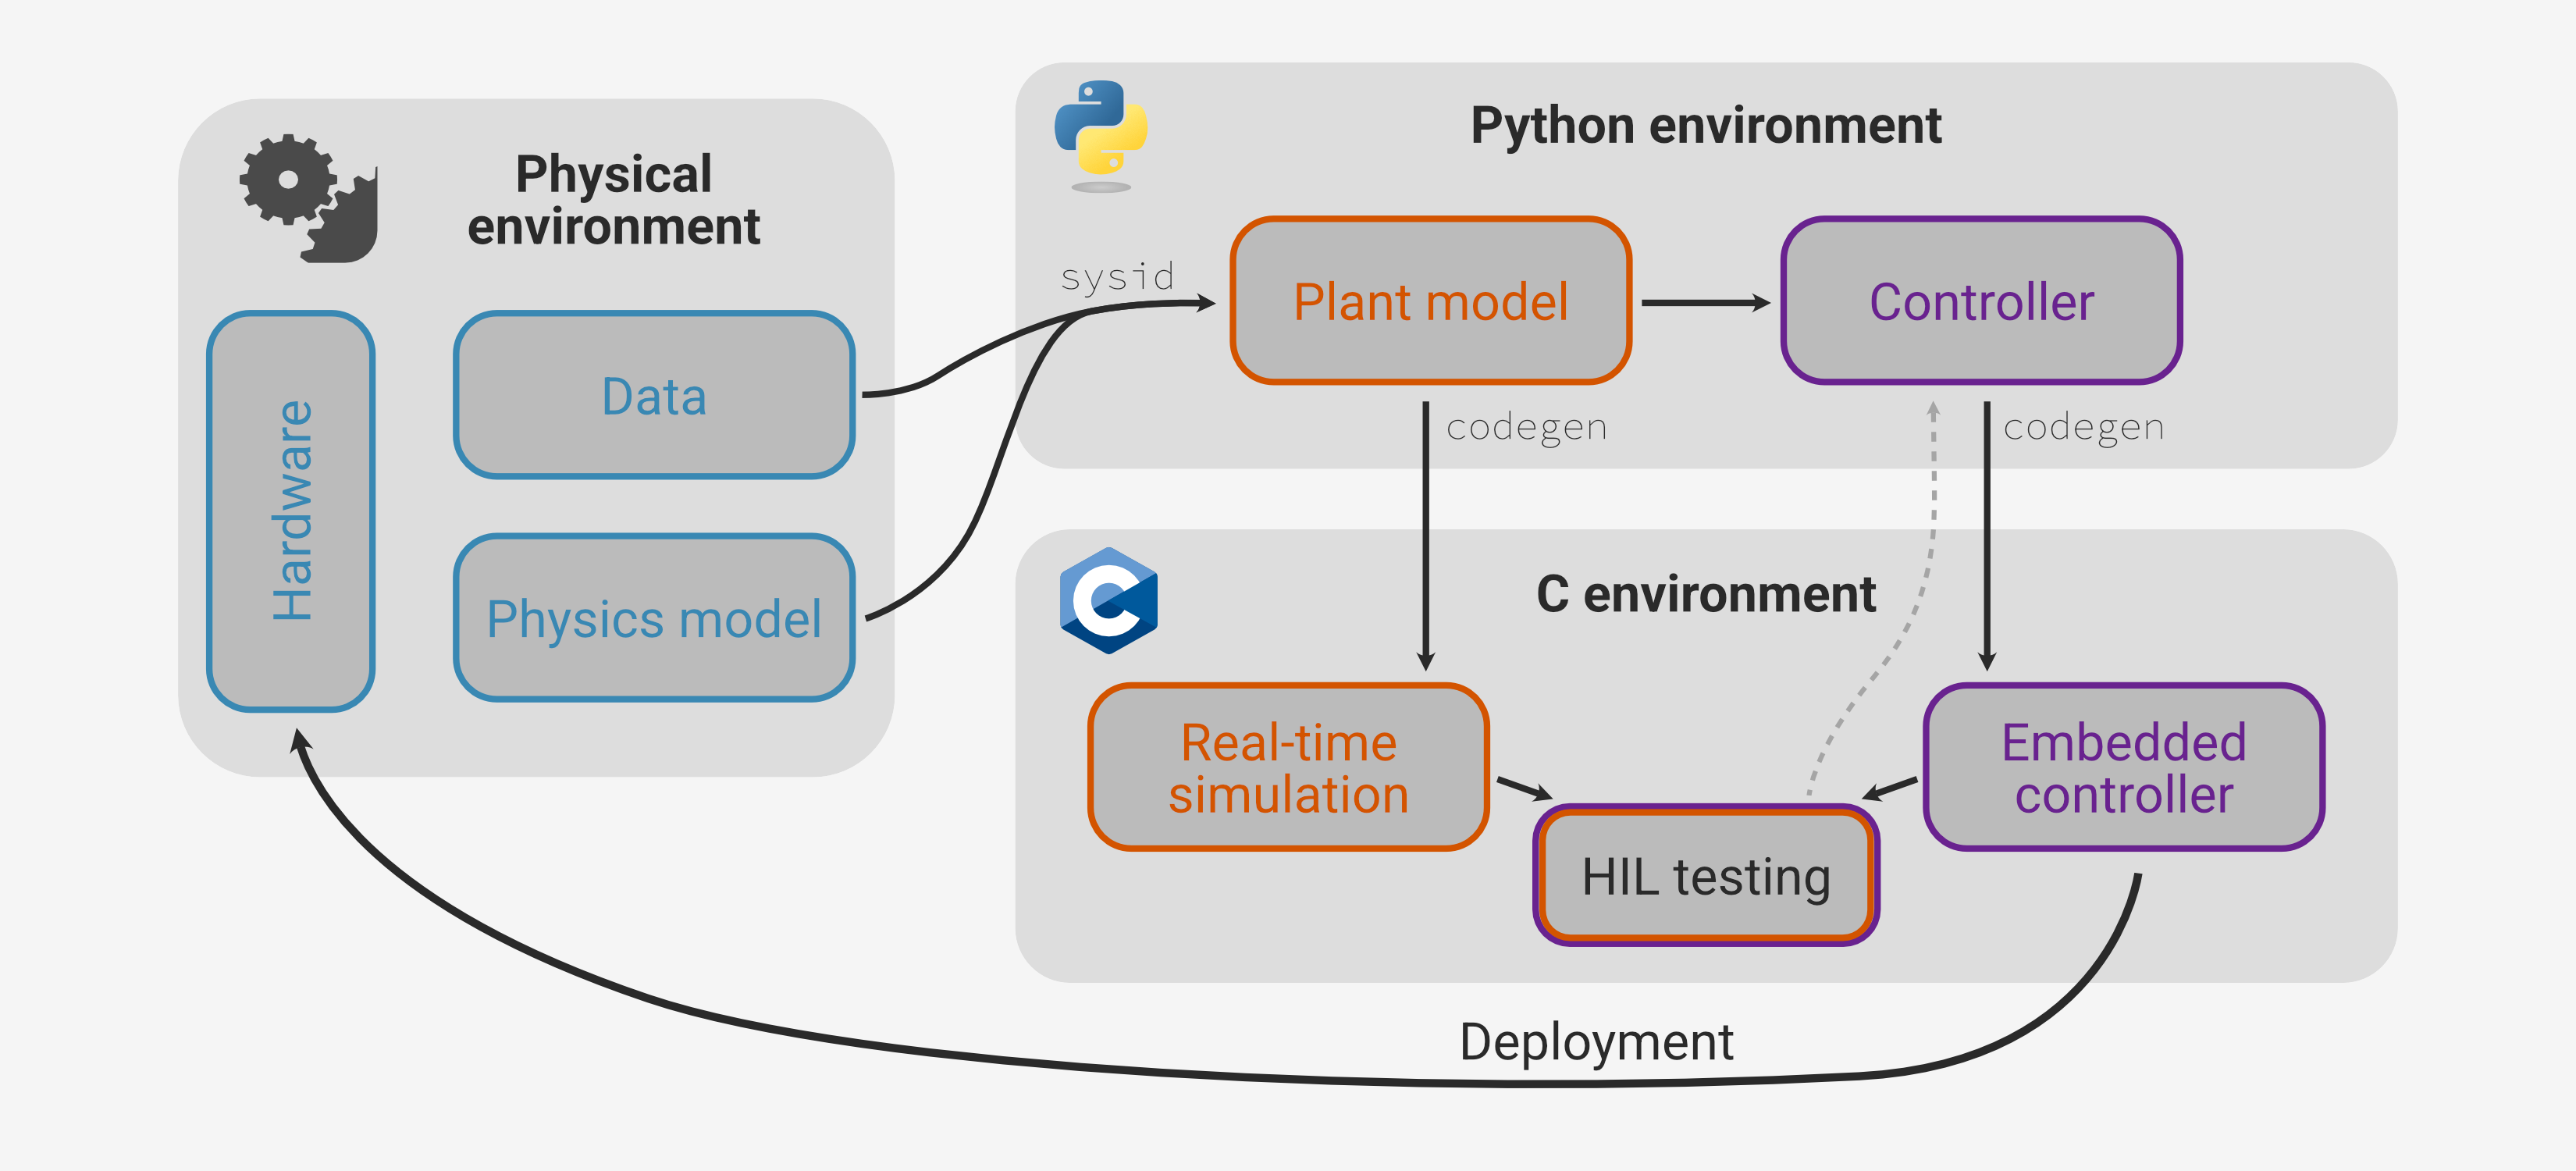 Physical
environment
Hardware
Data
Physics model
Python environment
sysid
Plant model
Controller
codegen
codegen
C environment
Real-time
simulation
Embedded
controller
HIL testing
Deployment